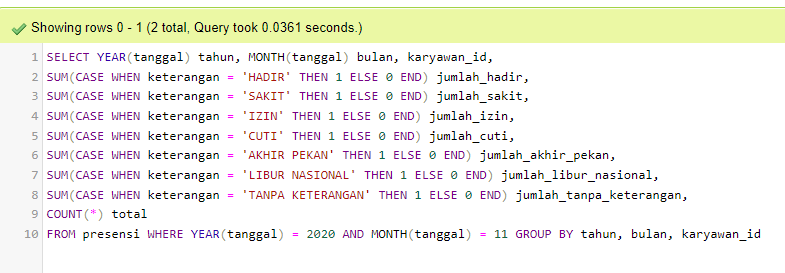 Showing rows 0 - 1 (2 total, Query took 0.0361 seconds.)
1 SELECT YEAR(tanggal) tahun, MONTH(tanggal) bulan, karyawan_id,
2 SUM(CASE WHEN keterangan = 'HADIR' THEN 1 ELSE 0 END) jumlah_hadir,
3 SUM(CASE WHEN keterangan = 'SAKIT' THEN 1 ELSE 0 END) jumlah_sakit,
4 SUM(CASE WHEN keterangan = 'IZIN' THEN 1 ELSE 0 END) jumlah_izin,
5 SUM(CASE WHEN keterangan = 'CUTI' THEN 1 ELSE 0 END) jumlah_cuti,
6 SUM(CASE WHEN keterangan = 'AKHIR PEKAN' THEN 1 ELSE 0 END) jumlah_akhir_pekan,
7 SUM(CASE WHEN keterangan = 'LIBUR NASIONAL' THEN 1 ELSE 0 END) jumlah_libur_nasional,
8 SUM(CASE WHEN keterangan = 'TANPA KETERANGAN' THEN 1 ELSE 0 END) jumlah_tanpa_keterangan,
9 COUNT(*) total
10 FROM presensi WHERE YEAR(tanggal) = 2020 AND MONTH(tanggal) = 11 GROUP BY tahun, bulan, karyawan_id